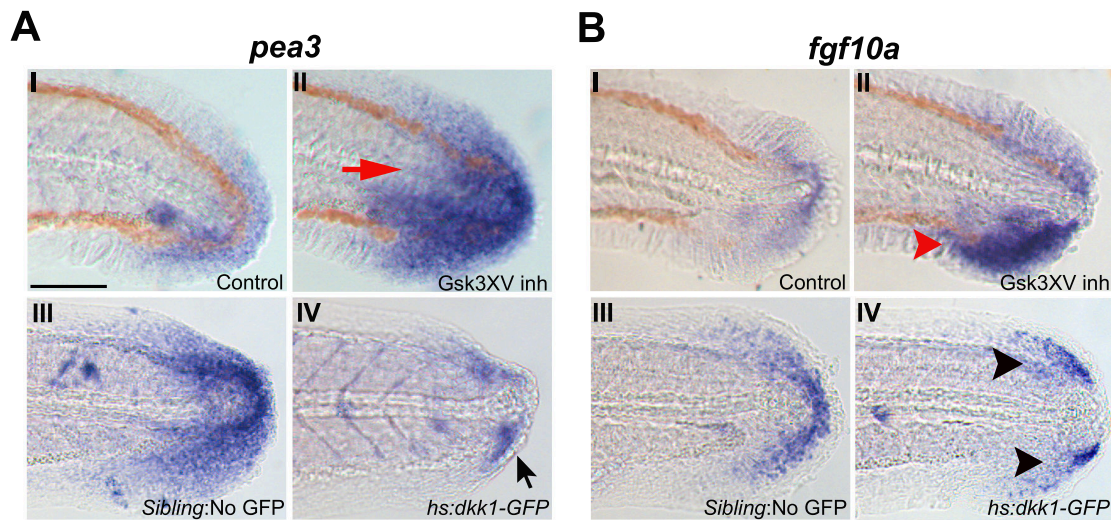 A
pea3
I
Control
II
Gsk3XV inh
III
Sibling:No GFP
IV
hs:dkk1-GFP
B
fgf10a
I
Control
II
Gsk3XV inh
III
Sibling:No GFP
IV
hs:dkk1-GFP